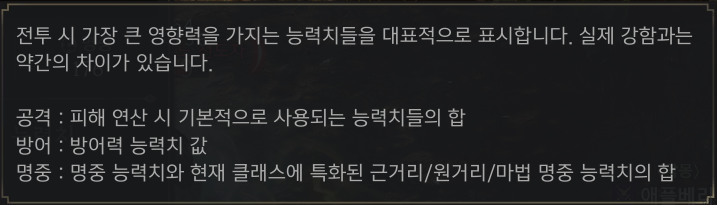 전투 시 가장 큰 영향력을 가지는 능력치들을 대표적으로 표시합니다. 실제 강함과는
약간의 차이가 있습니다.
공격 : 피해 연산 시 기본적으로 사용되는 능력치들의 합
방어 : 방어력 능력치 값
명중 : 명중 능력치와 현재 클래스에 특화된 근거리/원거리/마법 명중 능력치의 합